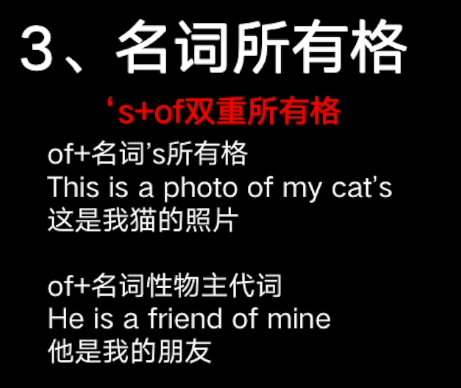 3、名词所有格
‘s+of双重所有格
of+名词’s所有格
This is a photo of my cat’s
这是我猫的照片
of+名词性物主代词
He is a friend of mine
他是我的朋友